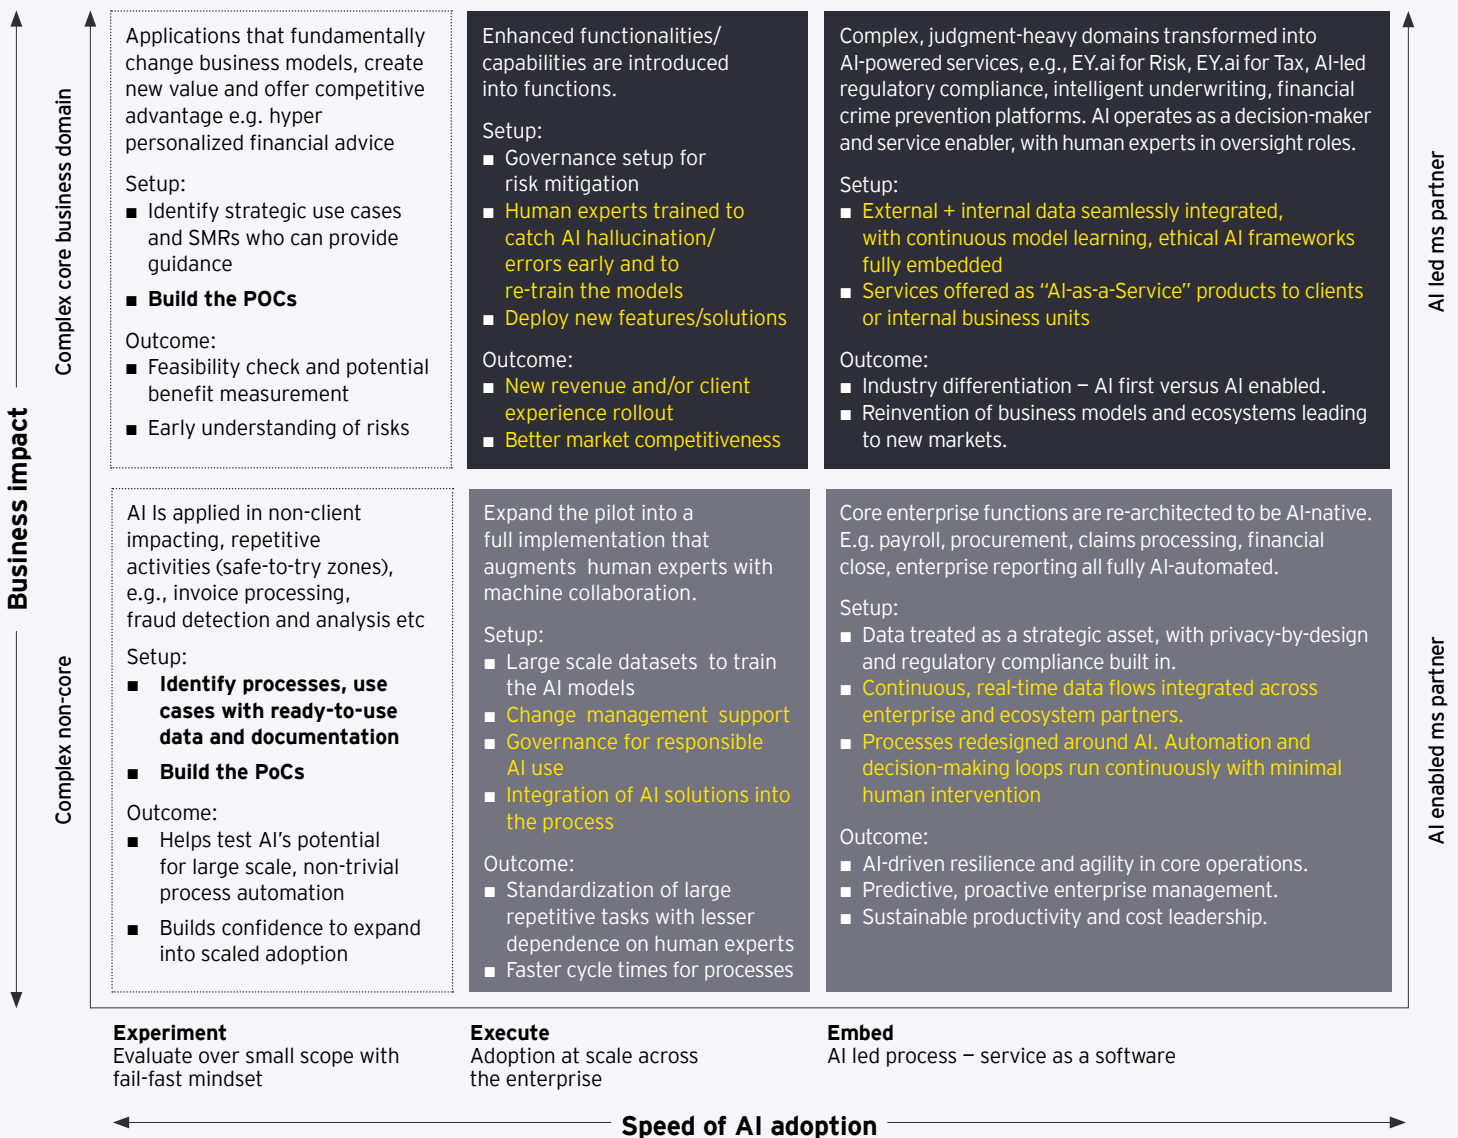 Business impact
Complex core business domain
Complex non-core
Applications that fundamentally
change business models, create
new value and offer competitive
advantage e.g. hyper
personalized financial advice
Setup:
■ Identify strategic use cases
and SMRs who can provide
guidance
■ Build the POCs
Outcome:
■ Feasibility check and potential
benefit measurement
■ Early understanding of risks
Enhanced functionalities/
capabilities are introduced
into functions.
Setup:
■ Governance setup for
risk mitigation
■ Human experts trained to
catch AI hallucination/
errors early and to
re-train the models
■ Deploy new features/solutions
Outcome:
■ New revenue and/or client
experience rollout
■ Better market competitiveness
Complex, judgment-heavy domains transformed into
AI-powered services, e.g., EY.ai for Risk, EY.ai for Tax, AI-led
regulatory compliance, intelligent underwriting, financial
crime prevention platforms. AI operates as a decision-maker
and service enabler, with human experts in oversight roles.
Setup:
■ External + internal data seamlessly integrated,
with continuous model learning, ethical AI frameworks
fully embedded
■ Services offered as “AI-as-a-Service” products to clients
or internal business units
Outcome:
■ Industry differentiation – AI first versus AI enabled.
■ Reinvention of business models and ecosystems leading
to new markets.
AI led ms partner
AI Is applied in non-client
impacting, repetitive
activities (safe-to-try zones),
e.g., invoice processing,
fraud detection and analysis etc
Setup:
■ Identify processes, use
cases with ready-to-use
data and documentation
■ Build the PoCs
Outcome:
■ Helps test AI’s potential
for large scale, non-trivial
process automation
■ Builds confidence to expand
into scaled adoption
Expand the pilot into a
full implementation that
augments human experts with
machine collaboration.
Setup:
■ Large scale datasets to train
the AI models
■ Change management support
■ Governance for responsible
AI use
■ Integration of AI solutions into
the process
Outcome:
■ Standardization of large
repetitive tasks with lesser
dependence on human experts
■ Faster cycle times for processes
Core enterprise functions are re-architected to be AI-native.
E.g. payroll, procurement, claims processing, financial
close, enterprise reporting all fully AI-automated.
Setup:
■ Data treated as a strategic asset, with privacy-by-design
and regulatory compliance built in.
■ Continuous, real-time data flows integrated across
enterprise and ecosystem partners.
■ Processes redesigned around AI. Automation and
decision-making loops run continuously with minimal
human intervention
Outcome:
■ AI-driven resilience and agility in core operations.
■ Predictive, proactive enterprise management.
■ Sustainable productivity and cost leadership.
AI enabled ms partner
Experiment
Evaluate over small scope with
fail-fast mindset
Execute
Adoption at scale across
the enterprise
Embed
AI led process – service as a software
Speed of AI adoption